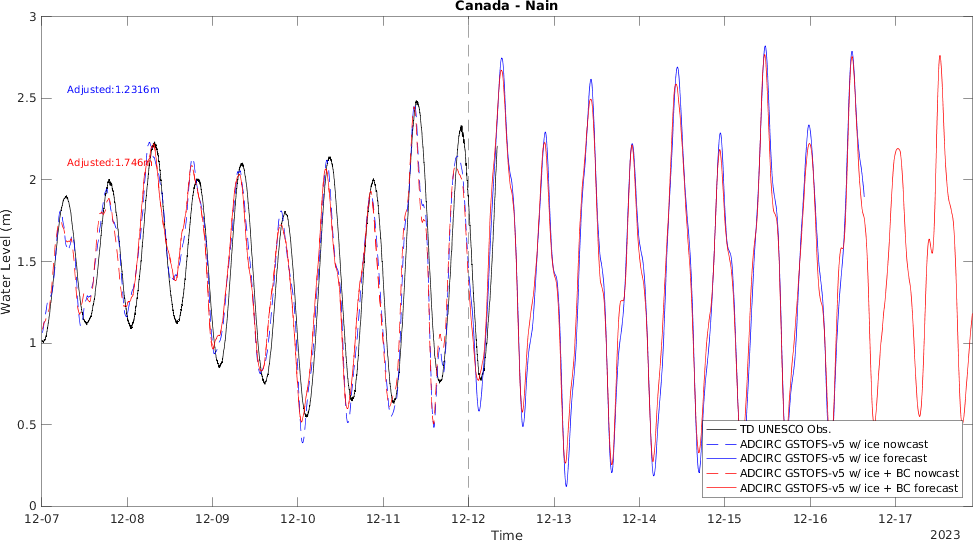 Canada - Nain
3
2.5
2
1.5
1
0.5
0
Water Level (m)
Adjusted:1.2316m
Adjusted:1.746m
TD UNESCO Obs.
ADCIRC GSTOFS-v5 w/ ice nowcast
ADCIRC GSTOFS-v5 w/ ice forecast
ADCIRC GSTOFS-v5 w/ ice + BC nowcast
ADCIRC GSTOFS-v5 w/ ice + BC forecast
12-07 12-08 12-09 12-10 12-11 12-12 12-13 12-14 12-15 12-16 12-17
Time
2023